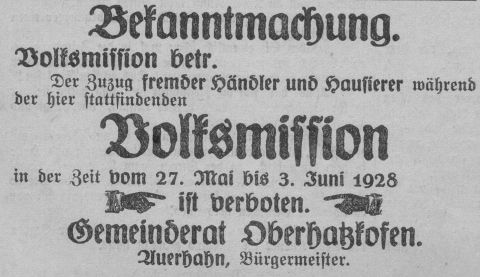 Bekanntmachung.
Volksmission betr.
Der Zuzug fremder Händler und Hausierer während
der hier stattfindenden
Volksmission
in der Zeit vom 27. Mai bis 3. Juni 1928
ist verboten.
Gemeinderat Oberhatzkofen.
Auerhahn, Bürgermeister.